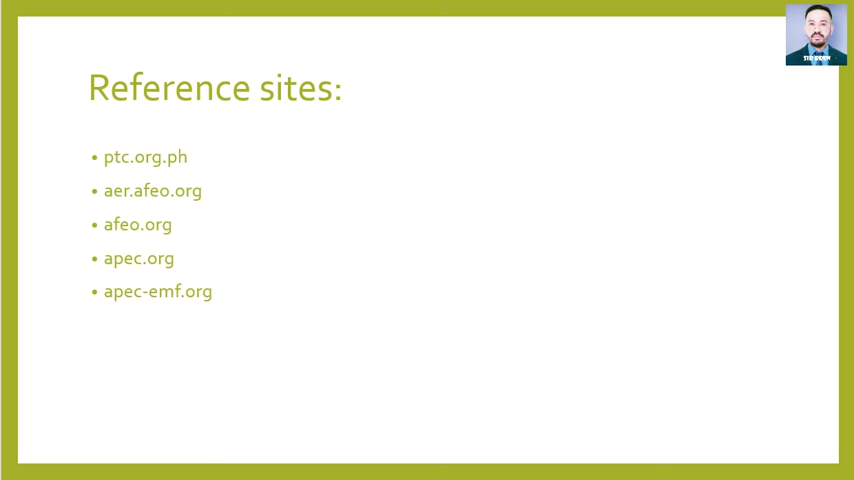 Reference sites:
• ptc.org.ph
• aer.afeo.org
• afeo.org
• apec.org
• apec-emf.org